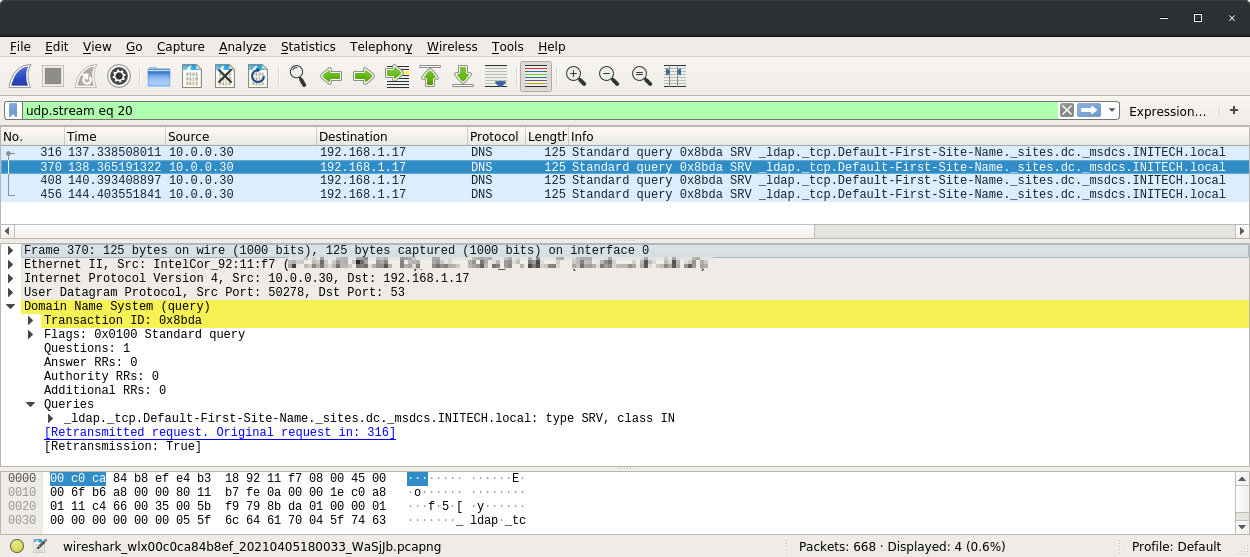 File Edit View Go Capture Analyze Statistics Telephony Wireless Tools Help
udp.stream eq 20
Expression… +
No. Time Source Destination Protocol Length Info
316 137.338508011 10.0.0.30 192.168.1.17 DNS 125 Standard query 0x8bda SRV _ldap._tcp.Default-First-Site-Name._sites.dc._msdcs.INITECH.local
370 138.365191322 10.0.0.30 192.168.1.17 DNS 125 Standard query 0x8bda SRV _ldap._tcp.Default-First-Site-Name._sites.dc._msdcs.INITECH.local
408 140.393408897 10.0.0.30 192.168.1.17 DNS 125 Standard query 0x8bda SRV _ldap._tcp.Default-First-Site-Name._sites.dc._msdcs.INITECH.local
456 144.403551841 10.0.0.30 192.168.1.17 DNS 125 Standard query 0x8bda SRV _ldap._tcp.Default-First-Site-Name._sites.dc._msdcs.INITECH.local
Frame 370: 125 bytes on wire (1000 bits), 125 bytes captured (1000 bits) on interface 0
Ethernet II, Src: IntelCor_92:11:f7 (
Internet Protocol Version 4, Src: 10.0.0.30, Dst: 192.168.1.17
User Datagram Protocol, Src Port: 50278, Dst Port: 53
Domain Name System (query)
Transaction ID: 0x8bda
Flags: 0x0100 Standard query
Questions: 1
Answer RRs: 0
Authority RRs: 0
Additional RRs: 0
Queries
_ldap._tcp.Default-First-Site-Name._sites.dc._msdcs.INITECH.local: type SRV, class IN
[Retransmitted request. Original request in: 316]
[Retransmission: True]
0000 00 c0 ca 84 b8 ef e4 b3 18 92 11 f7 08 00 45 00 ········ ······E·
0010 00 6f b6 a8 00 00 80 11 b7 fe 0a 00 00 1e c0 a8 ·o······ ········
0020 01 11 c4 66 00 35 00 5b f9 79 8b da 01 00 00 01 ···f·5·[ ·y······
0030 00 00 00 00 00 00 05 5f 6c 64 61 70 04 5f 74 63 ·······_ ldap·_tc
wireshark_wlx00c0ca84b8ef_20210405180033_WaSjJb.pcapng
Packets: 668 · Displayed: 4 (0.6%)
Profile: Default